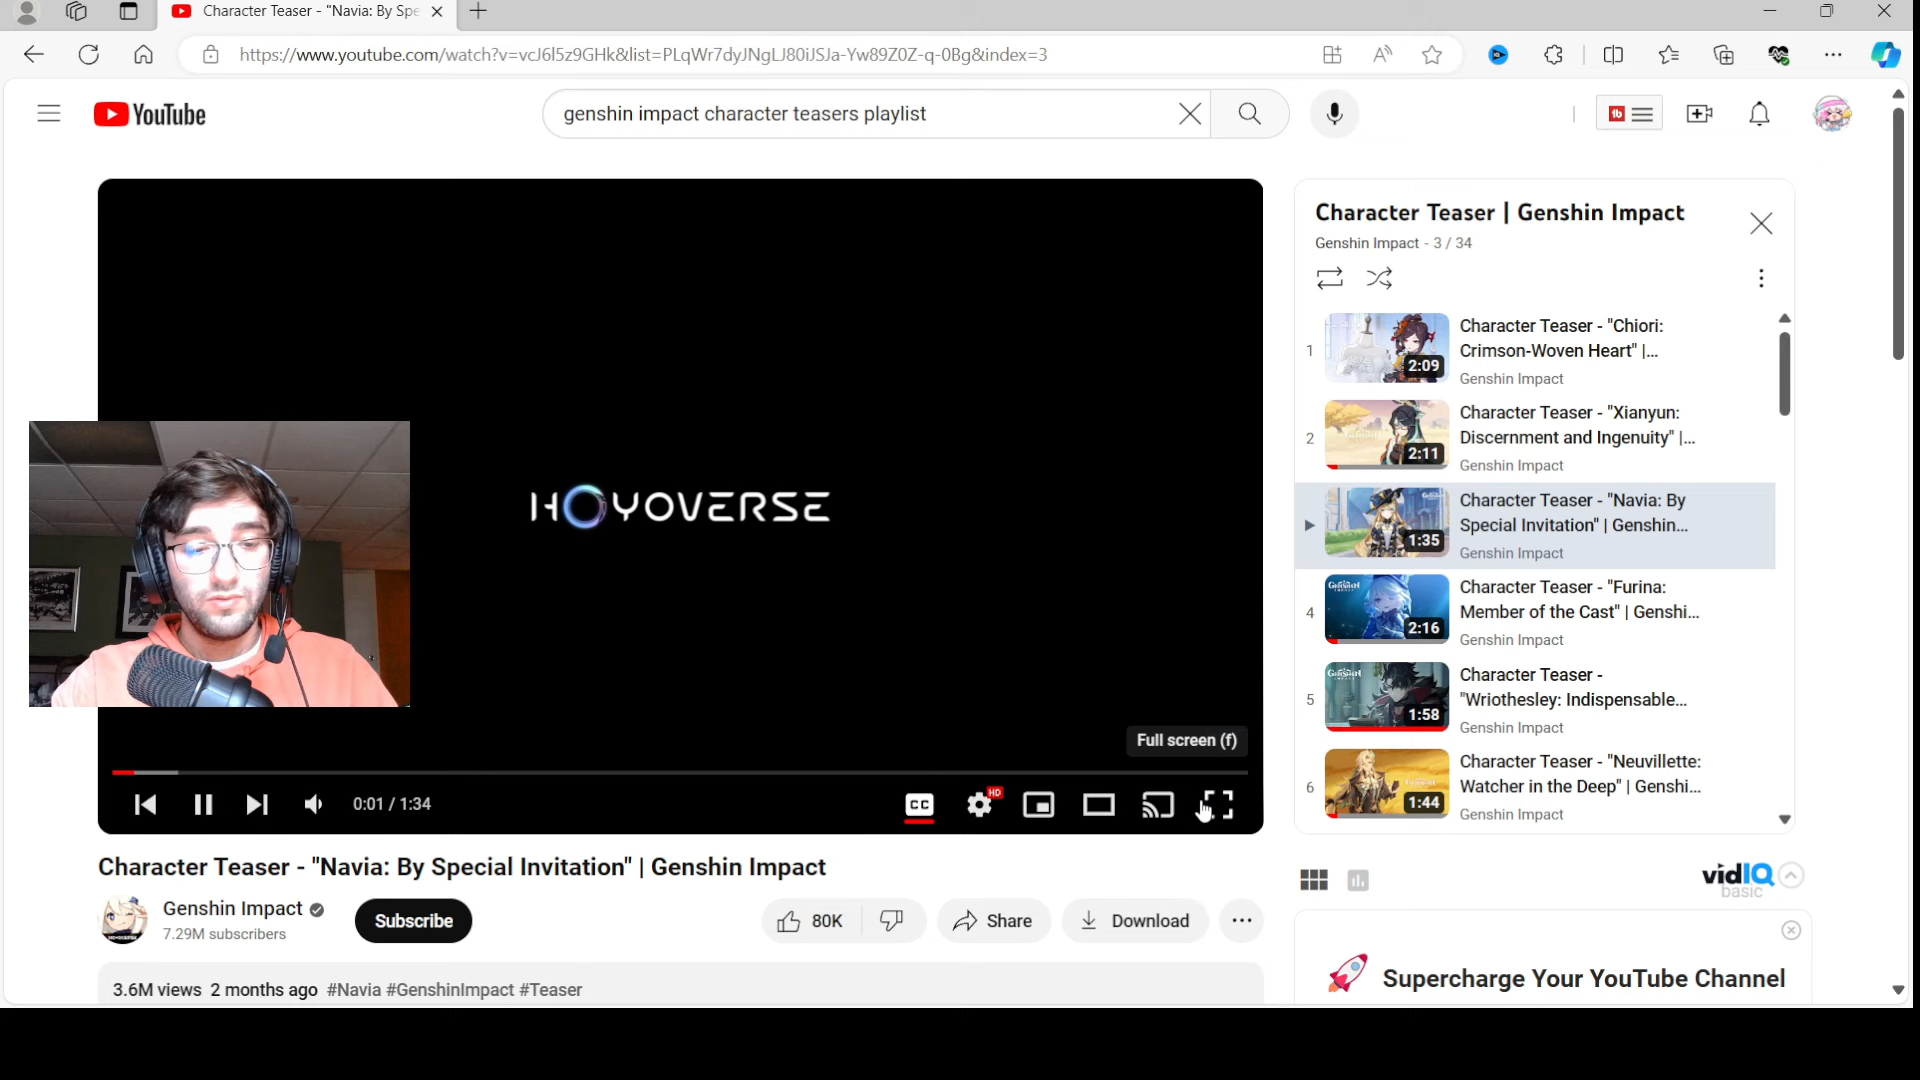 Character Teaser - "Navia: By Spe
https://www.youtube.com/watch?v=vcJ6l5z9GHk&list=PLqWr7dyJNgLJ80iJSJa-Yw89Z0Z-q-0Bg&index=3
YouTube
genshin impact character teasers playlist
Character Teaser | Genshin Impact
Genshin Impact - 3 / 34
1
Character Teaser - "Chiori:
Crimson-Woven Heart" |...
2:09
Genshin Impact
2
Character Teaser - "Xianyun:
Discernment and Ingenuity" |...
2:11
Genshin Impact
Character Teaser - "Navia: By
Special Invitation" | Genshin...
1:35
Genshin Impact
4
Character Teaser - "Furina:
Member of the Cast" | Genshi...
2:16
Genshin Impact
5
Character Teaser -
"Wriothesley: Indispensable...
1:58
Genshin Impact
6
Character Teaser - "Neuvillette:
Watcher in the Deep" | Genshi...
1:44
Genshin Impact
HOYOVERSE
Full screen (f)
0:01 / 1:34
CC
HD
Character Teaser - "Navia: By Special Invitation" | Genshin Impact
Genshin Impact
7.29M subscribers
Subscribe
80K
Share
Download
3.6M views 2 months ago #Navia #GenshinImpact #Teaser
vidIQ
basic
Supercharge Your YouTube Channel